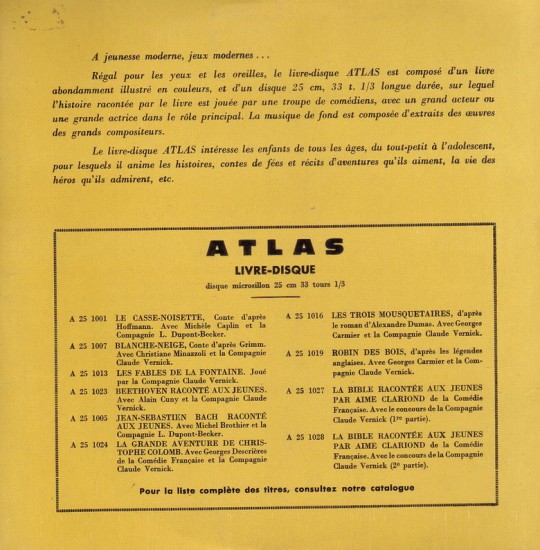 A jeunesse moderne, jeux modernes . . .
Régal pour les yeux et les oreilles, le livre-disque ATLAS est composé d'un livre
abondamment illustré en couleurs, et d'un disque 25 cm, 33 t. 1/3 longue durée, sur lequel
l'histoire racontée par le livre est jouée par une troupe de comédiens, avec un grand acteur ou
une grande actrice dans le rôle principal. La musique de fond est composée d'extraits des œuvres
des grands compositeurs.
Le livre-disque ATLAS intéresse les enfants de tous les âges, du tout-petit à l'adolescent,
pour lesquels il anime les histoires, contes de fées et récits d'aventures qu'ils aiment, la vie des
héros qu'ils admirent, etc.
ATLAS
LIVRE-DISQUE
disque microsillon 25 cm 33 tours 1/3
A 25 1001 LE CASSE-NOISETTE, Conte d'après
Hoffmann. Avec Michèle Caplin et la
Compagnie L. Dupont-Becker.
A 25 1007 BLANCHE-NEIGE, Conte d'après Grimm.
Avec Christiane Minazzoli et la Compagnie
Claude Vernick.
A 25 1013 LES FABLES DE LA FONTAINE. Joué
par la Compagnie Claude Vernick.
A 25 1023 BEETHOVEN RACONTÉ AUX JEUNES.
Avec Alain Cuny et la Compagnie Claude
Vernick.
A 25 1005 JEAN-SEBASTIEN BACH RACONTÉ
AUX JEUNES. Avec Michel Brothier et la
Compagnie L. Dupont-Becker.
A 25 1024 LA GRANDE AVENTURE DE CHRIS-
TOPHE COLOMB. Avec Georges Descrières
de la Comédie Française et la Compagnie
Claude Vernick.
A 25 1016 LES TROIS MOUSQUETAIRES, d'après
le roman d'Alexandre Dumas. Avec Georges
Carmier et la Compagnie Claude Vernick.
A 25 1019 ROBIN DES BOIS, d'après les légendes
anglaises. Avec Georges Carmier et la Com-
pagnie Claude Vernick.
A 25 1027 LA BIBLE RACONTÉE AUX JEUNES
PAR AIME CLARIOND de la Comédie
Française. Avec le concours de la Compagnie
Claude Vernick (1re partie).
A 25 1028 LA BIBLE RACONTÉE AUX JEUNES
PAR AIME CLARIOND de la Comédie
Française. Avec le concours de la Compagnie
Claude Vernick (2e partie).
Pour la liste complète des titres, consultez notre catalogue